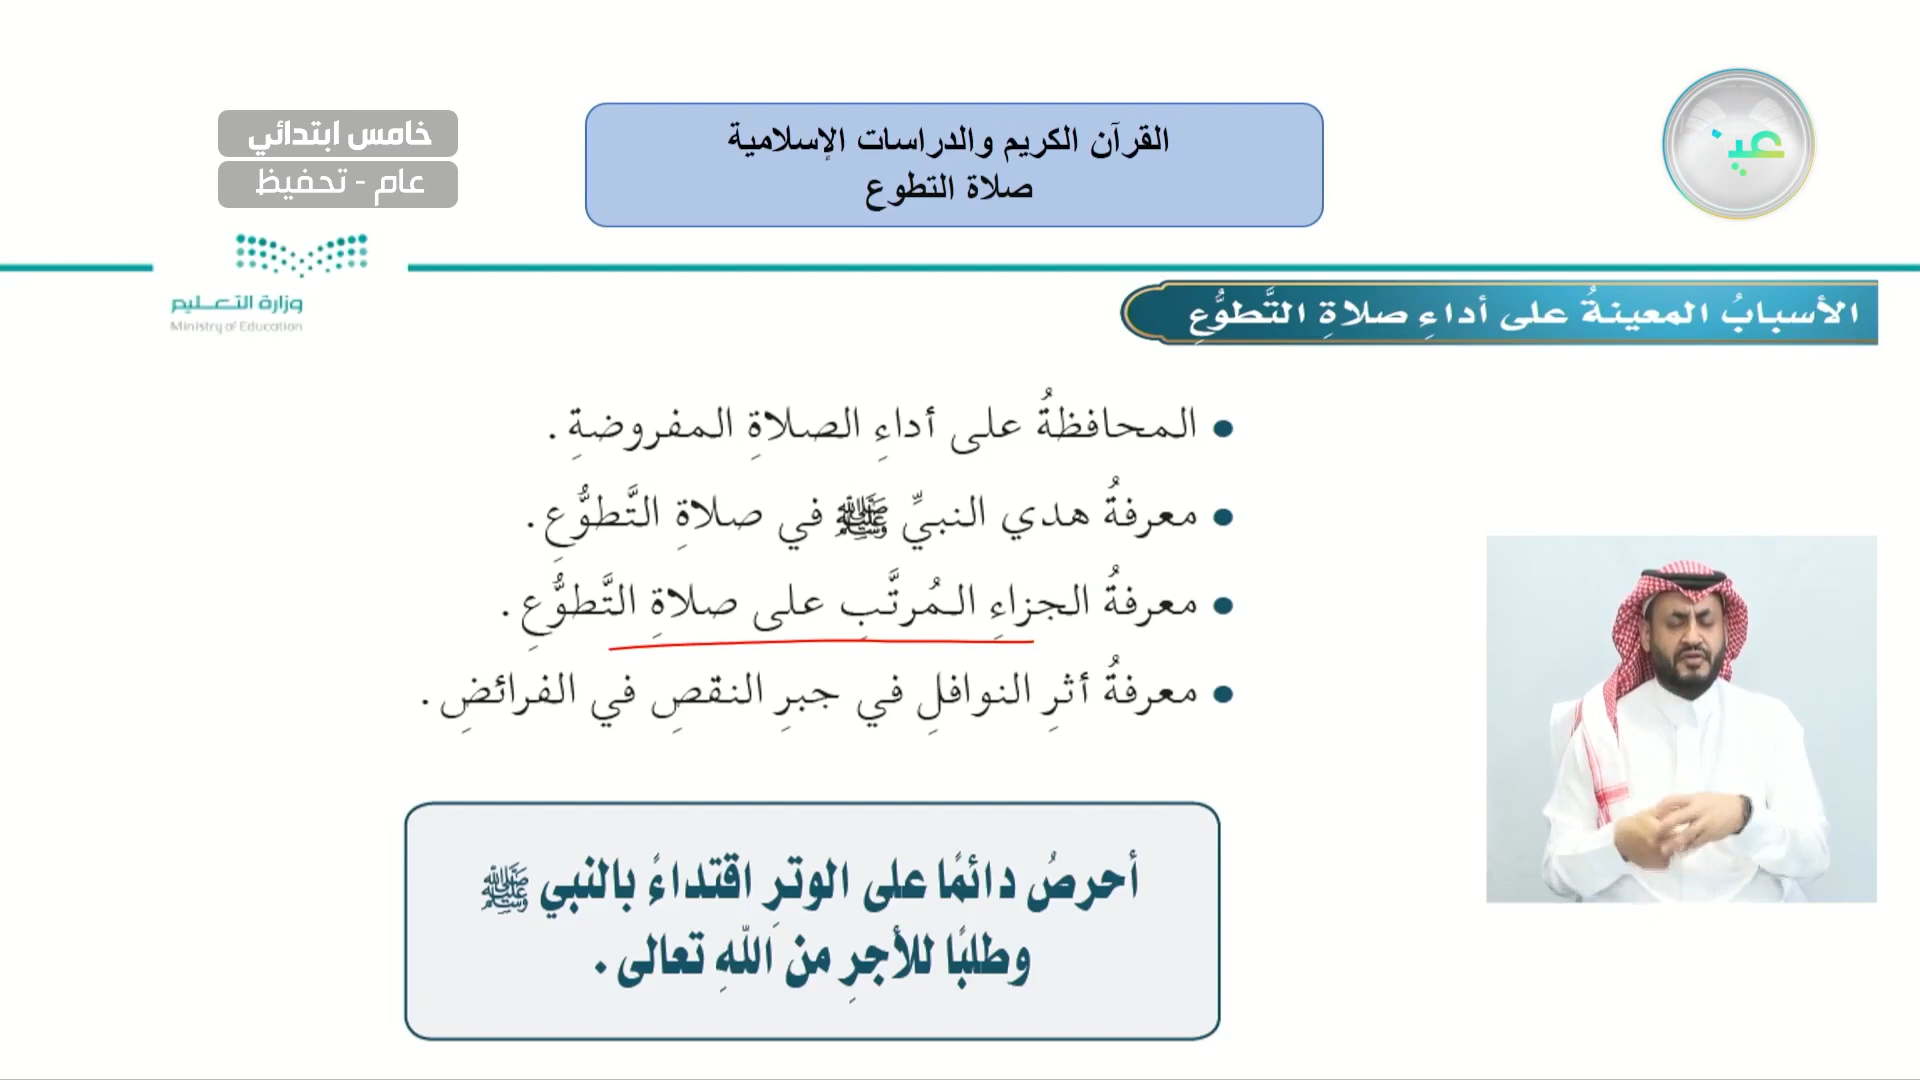 خامس ابتدائي
عام - تحفيظ
القرآن الكريم والدراسات الإسلامية
صلاة التطوع
عين
وزارة التعليم
Ministry of Education
الأسبابُ المعينةُ على أداءِ صلاةِ التَّطوُّعِ
• المحافظةُ على أداءِ الصلاةِ المفروضةِ .
• معرفةُ هدي النبيِّ ﷺ في صلاةِ التَّطوُّعِ .
• معرفةُ الجزاءِ المُرتَّبِ على صلاةِ التَّطوُّعِ .
• معرفةُ أثرِ النوافلِ في جبرِ النقصِ في الفرائضِ .
أحرصُ دائمًا على الوترِ اقتداءً بالنبي ﷺ
وطلبًا للأجرِ من اللهِ تعالى .